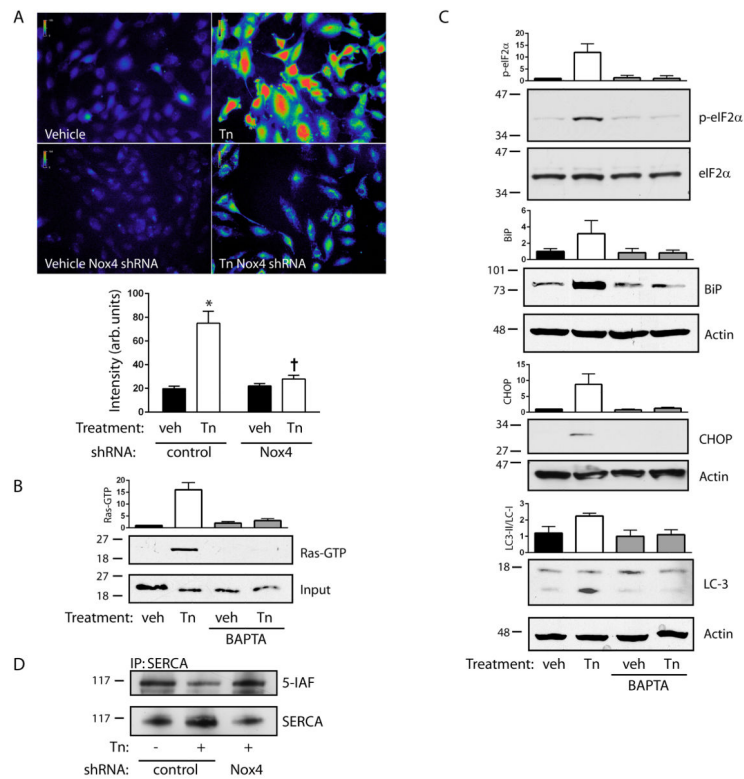 A
Vehicle
Tn
Vehicle Nox4 shRNA
Tn Nox4 shRNA
Intensity (arb. units)
100
80
60
40
20
0
*
†
Treatment: veh Tn veh Tn
shRNA: control Nox4
B
Ras-GTP
20
15
10
5
0
27
18
Ras-GTP
27
18
Input
Treatment: veh Tn veh Tn
BAPTA
D
IP: SERCA
117
5-IAF
117
SERCA
Tn: - + +
shRNA: control Nox4
C
p-eIF2α
20
15
10
5
0
47
34
p-eIF2α
47
34
eIF2α
BiP
6
4
2
0
101
73
BiP
48
Actin
CHOP
15
10
5
0
34
27
CHOP
47
Actin
LC3-II/LC-I
3
2
1
0
18
LC-3
48
Actin
Treatment: veh Tn veh Tn
BAPTA